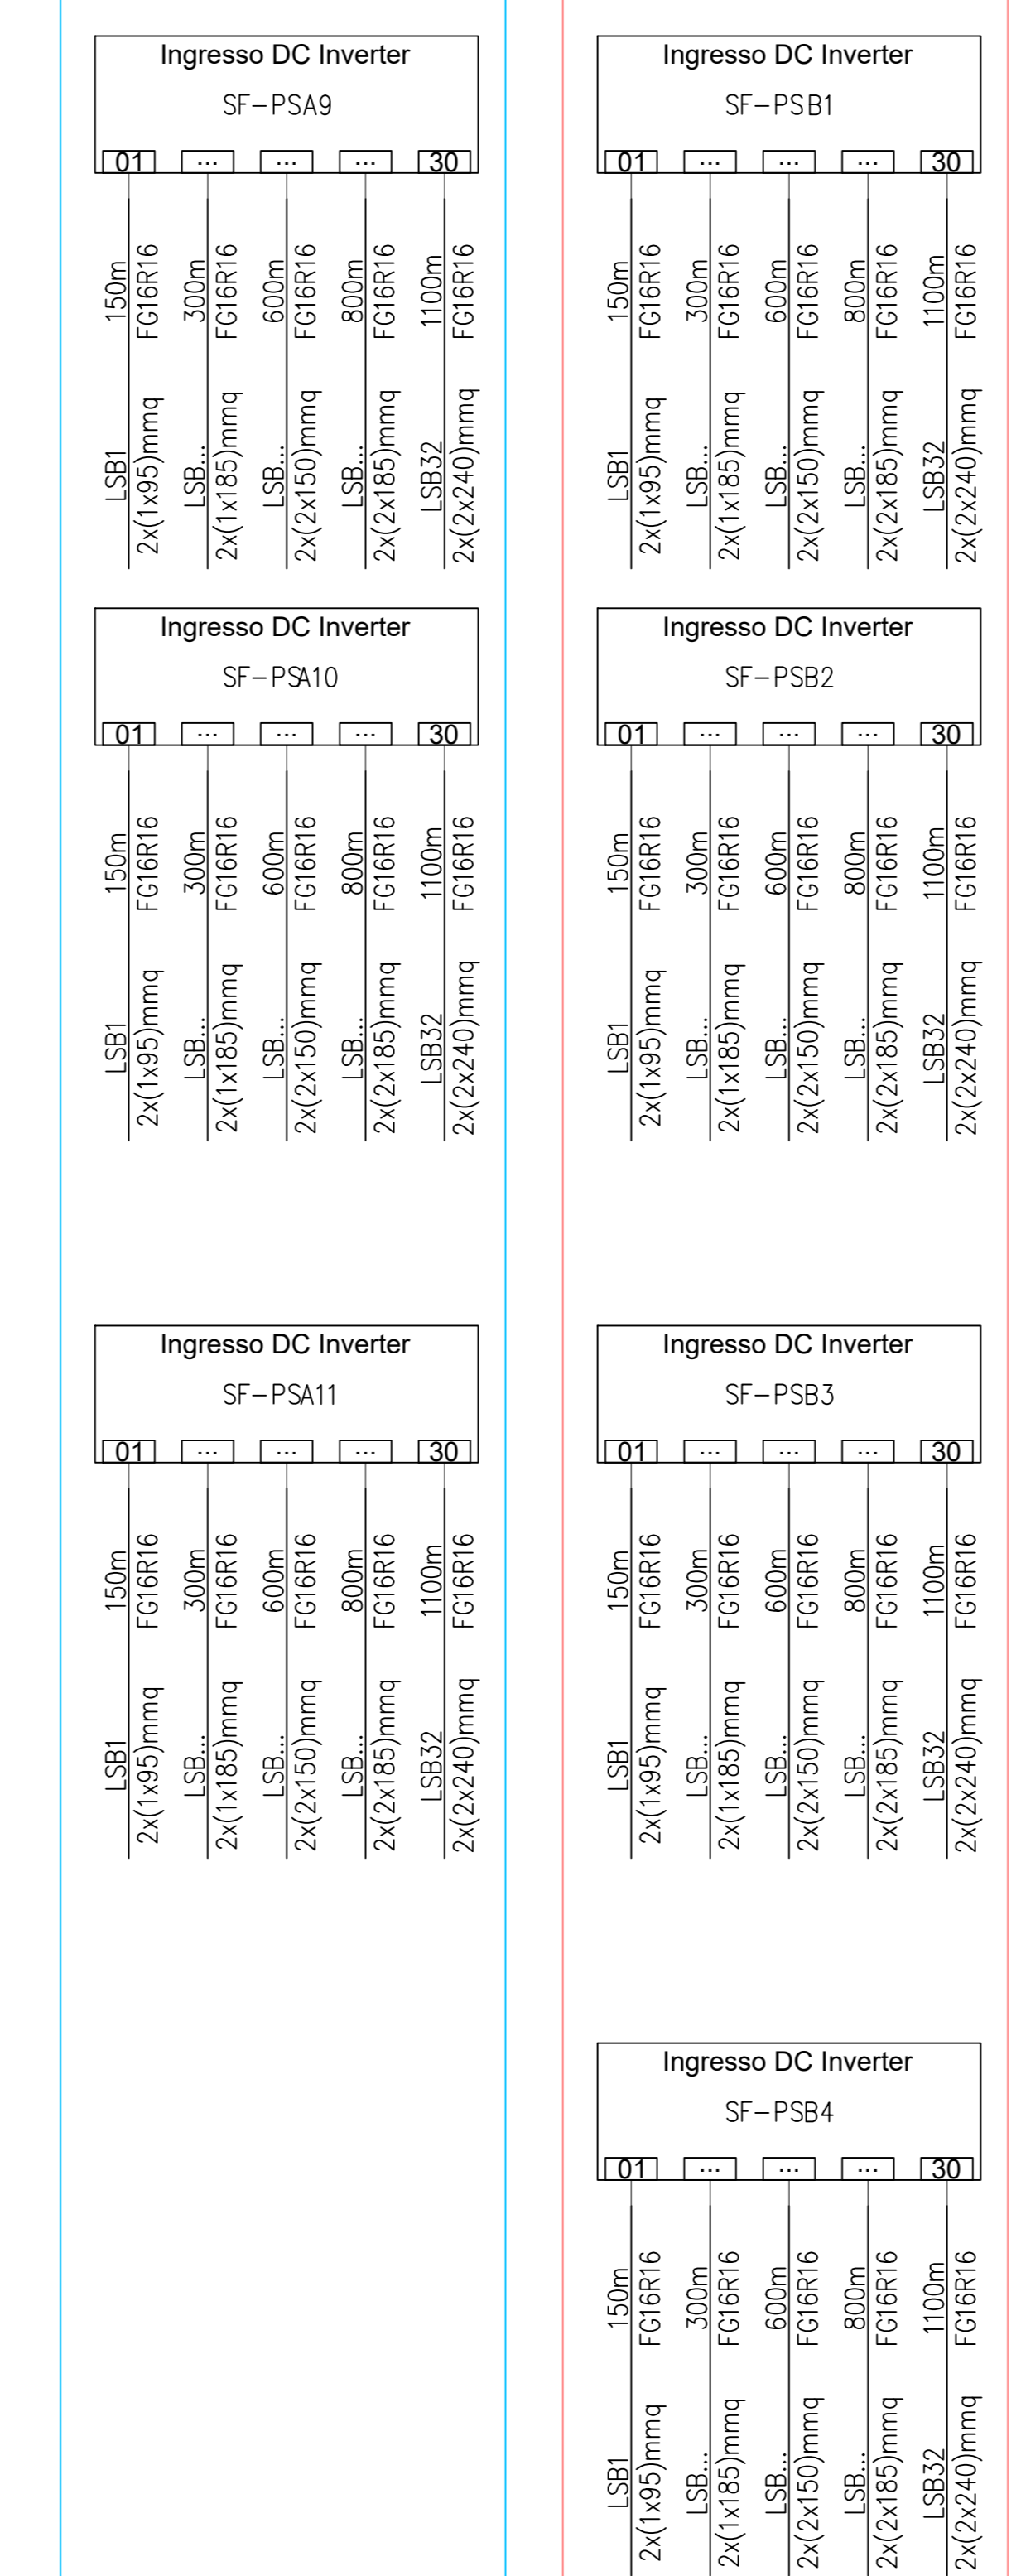 Ingresso DC Inverter
SF-PSA9
01 ... ... ... 30
150m
FG16R16
300m
FG16R16
600m
FG16R16
800m
FG16R16
1100m
FG16R16
LSB1
2x(1x95)mmq
LSB...
2x(1x185)mmq
LSB...
2x(2x150)mmq
LSB...
2x(2x185)mmq
LSB32
2x(2x240)mmq
Ingresso DC Inverter
SF-PSA10
01 ... ... ... 30
150m
FG16R16
300m
FG16R16
600m
FG16R16
800m
FG16R16
1100m
FG16R16
LSB1
2x(1x95)mmq
LSB...
2x(1x185)mmq
LSB...
2x(2x150)mmq
LSB...
2x(2x185)mmq
LSB32
2x(2x240)mmq
Ingresso DC Inverter
SF-PSA11
01 ... ... ... 30
150m
FG16R16
300m
FG16R16
600m
FG16R16
800m
FG16R16
1100m
FG16R16
LSB1
2x(1x95)mmq
LSB...
2x(1x185)mmq
LSB...
2x(2x150)mmq
LSB...
2x(2x185)mmq
LSB32
2x(2x240)mmq
Ingresso DC Inverter
SF-PSB1
01 ... ... ... 30
150m
FG16R16
300m
FG16R16
600m
FG16R16
800m
FG16R16
1100m
FG16R16
LSB1
2x(1x95)mmq
LSB...
2x(1x185)mmq
LSB...
2x(2x150)mmq
LSB...
2x(2x185)mmq
LSB32
2x(2x240)mmq
Ingresso DC Inverter
SF-PSB2
01 ... ... ... 30
150m
FG16R16
300m
FG16R16
600m
FG16R16
800m
FG16R16
1100m
FG16R16
LSB1
2x(1x95)mmq
LSB...
2x(1x185)mmq
LSB...
2x(2x150)mmq
LSB...
2x(2x185)mmq
LSB32
2x(2x240)mmq
Ingresso DC Inverter
SF-PSB3
01 ... ... ... 30
150m
FG16R16
300m
FG16R16
600m
FG16R16
800m
FG16R16
1100m
FG16R16
LSB1
2x(1x95)mmq
LSB...
2x(1x185)mmq
LSB...
2x(2x150)mmq
LSB...
2x(2x185)mmq
LSB32
2x(2x240)mmq
Ingresso DC Inverter
SF-PSB4
01 ... ... ... 30
150m
FG16R16
300m
FG16R16
600m
FG16R16
800m
FG16R16
1100m
FG16R16
LSB1
2x(1x95)mmq
LSB...
2x(1x185)mmq
LSB...
2x(2x150)mmq
LSB...
2x(2x185)mmq
LSB32
2x(2x240)mmq